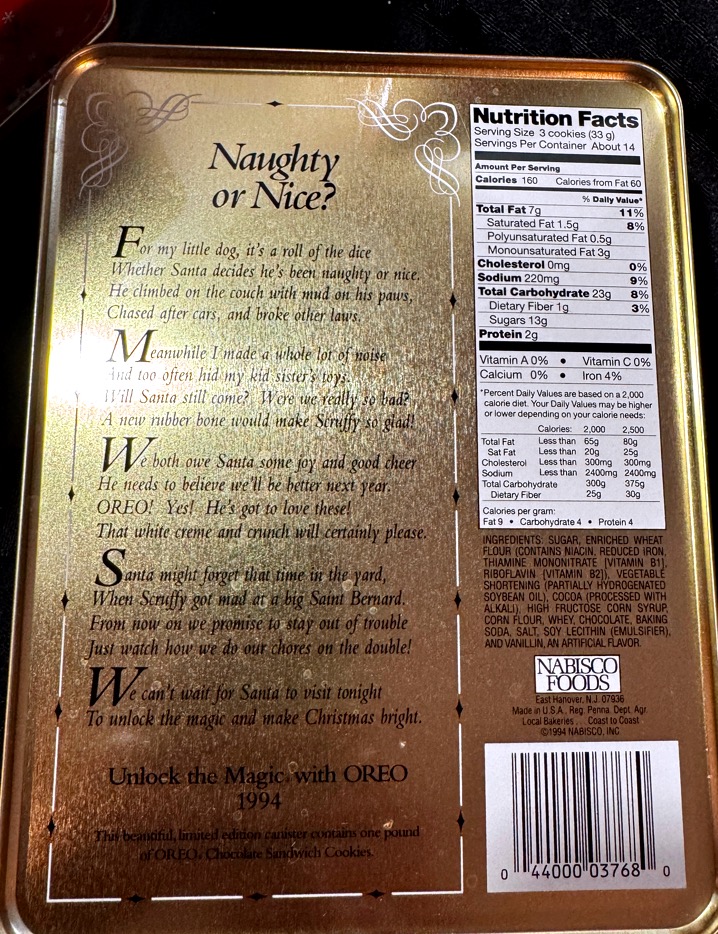 Naughty
or Nice?
For my little dog, it's a roll of the dice
Whether Santa decides he's been naughty or nice.
He climbed on the couch with mud on his paws,
Chased after cars, and broke other laws.
Meanwhile I made a whole lot of noise
And too often hid my kid sister's toys.
Will Santa still come? Were we really so bad?
A new rubber bone would make Scruffy so glad!
We both owe Santa some joy and good cheer
He needs to believe we'll be better next year.
OREO! Yes! He's got to love these!
That white creme and crunch will certainly please.
Santa might forget that time in the yard,
When Scruffy got mad at a big Saint Bernard.
From now on we promise to stay out of trouble
Just watch how we do our chores on the double!
We can't wait for Santa to visit tonight
To unlock the magic and make Christmas bright.
Unlock the Magic with OREO
1994
This beautiful, limited edition canister contains one pound
of OREO® Chocolate Sandwich Cookies.
Nutrition Facts
Serving Size 3 cookies (33 g)
Servings Per Container About 14
Amount Per Serving
Calories 160 Calories from Fat 60
% Daily Value*
Total Fat 7g 11%
Saturated Fat 1.5g 8%
Polyunsaturated Fat 0.5g
Monounsaturated Fat 3g
Cholesterol 0mg 0%
Sodium 220mg 9%
Total Carbohydrate 23g 8%
Dietary Fiber 1g 3%
Sugars 13g
Protein 2g
Vitamin A 0% • Vitamin C 0%
Calcium 0% • Iron 4%
*Percent Daily Values are based on a 2,000
calorie diet. Your Daily Values may be higher
or lower depending on your calorie needs:
Calories: 2,000 2,500
Total Fat Less than 65g 80g
Sat Fat Less than 20g 25g
Cholesterol Less than 300mg 300mg
Sodium Less than 2400mg 2400mg
Total Carbohydrate 300g 375g
Dietary Fiber 25g 30g
Calories per gram:
Fat 9 • Carbohydrate 4 • Protein 4
INGREDIENTS: SUGAR, ENRICHED WHEAT
FLOUR (CONTAINS NIACIN, REDUCED IRON,
THIAMINE MONONITRATE [VITAMIN B1],
RIBOFLAVIN [VITAMIN B2]), VEGETABLE
SHORTENING (PARTIALLY HYDROGENATED
SOYBEAN OIL), COCOA (PROCESSED WITH
ALKALI), HIGH FRUCTOSE CORN SYRUP,
CORN FLOUR, WHEY, CHOCOLATE, BAKING
SODA, SALT, SOY LECITHIN (EMULSIFIER),
AND VANILLIN, AN ARTIFICIAL FLAVOR.
NABISCO
FOODS
East Hanover, N.J. 07936
Made in U.S.A. Reg. Penna. Dept. Agr.
Local Bakeries . . . Coast to Coast
©1994 NABISCO, INC
0 44000 03768 0